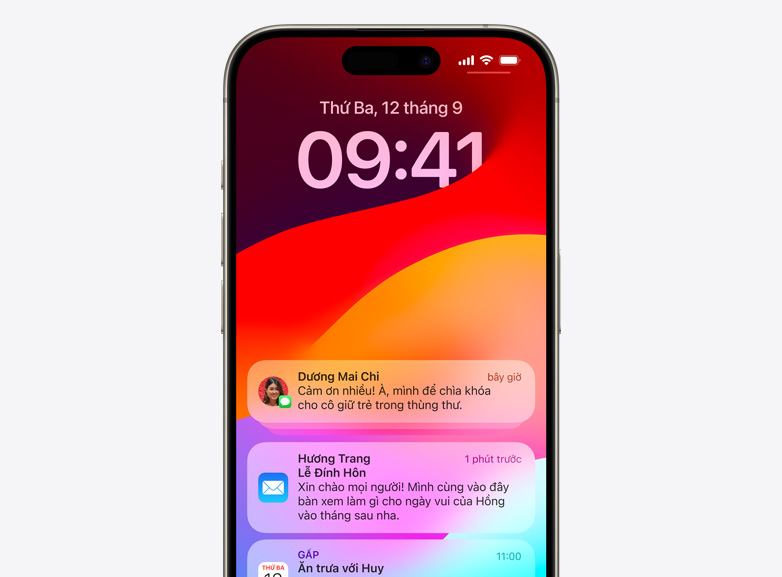 Thứ Ba, 12 tháng 9
09:41
Dương Mai Chi bây giờ
Cảm ơn nhiều! À, mình để chìa khóa
cho cô giữ trẻ trong thùng thư.
Hương Trang 1 phút trước
Lễ Đính Hôn
Xin chào mọi người! Mình cùng vào đây
bàn xem làm gì cho ngày vui của Hồng
vào tháng sau nha.
GẤP 11:00
THỨ BA
Ăn trưa với Huy
12